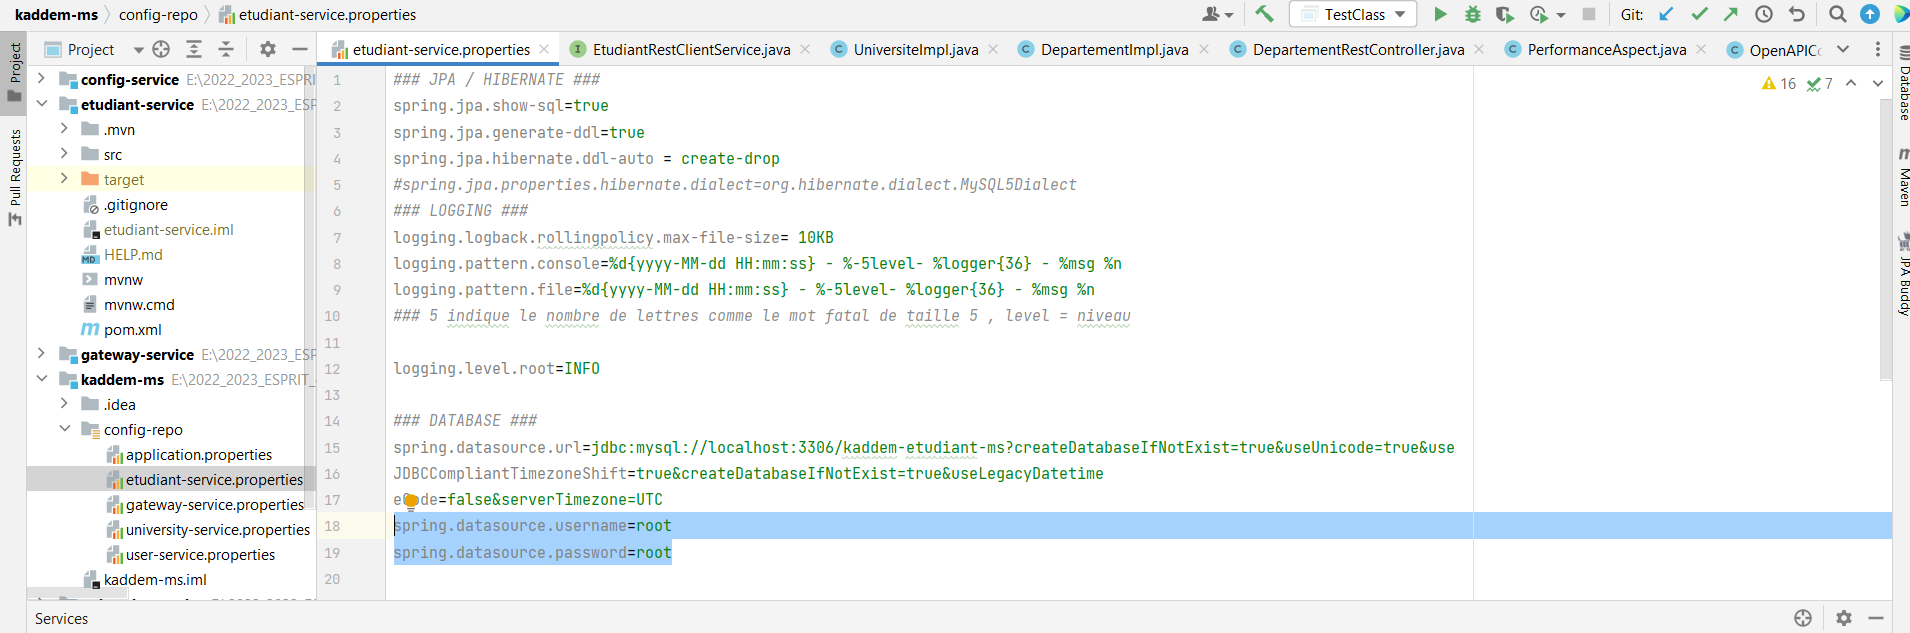 kaddem-ms config-repo etudiant-service.properties
TestClass
Git:
Project
etudiant-service.properties EtudiantRestClientService.java UniversiteImpl.java DepartementImpl.java DepartementRestController.java PerformanceAspect.java OpenAPICo
Project
Pull Requests
config-service E:\2022_2023_ESPRI
etudiant-service E:\2022_2023_ESP
.mvn
src
target
.gitignore
etudiant-service.iml
HELP.md
mvnw
mvnw.cmd
pom.xml
gateway-service E:\2022_2023_ESP
kaddem-ms E:\2022_2023_ESPRIT_
.idea
config-repo
application.properties
etudiant-service.properties
gateway-service.properties
university-service.properties
user-service.properties
kaddem-ms.iml
16 7
1 ### JPA / HIBERNATE ###
2 spring.jpa.show-sql=true
3 spring.jpa.generate-ddl=true
4 spring.jpa.hibernate.ddl-auto = create-drop
5 #spring.jpa.properties.hibernate.dialect=org.hibernate.dialect.MySQL5Dialect
6 ### LOGGING ###
7 logging.logback.rollingpolicy.max-file-size= 10KB
8 logging.pattern.console=%d{yyyy-MM-dd HH:mm:ss} - %-5level- %logger{36} - %msg %n
9 logging.pattern.file=%d{yyyy-MM-dd HH:mm:ss} - %-5level- %logger{36} - %msg %n
10 ### 5 indique le nombre de lettres comme le mot fatal de taille 5 , level = niveau
11
12 logging.level.root=INFO
13
14 ### DATABASE ###
15 spring.datasource.url=jdbc:mysql://localhost:3306/kaddem-etudiant-ms?createDatabaseIfNotExist=true&useUnicode=true&use
16 JDBCCompliantTimezoneShift=true&createDatabaseIfNotExist=true&useLegacyDatetime
17 eCode=false&serverTimezone=UTC
18 spring.datasource.username=root
19 spring.datasource.password=root
20
Database
Maven
JPA Buddy
Services